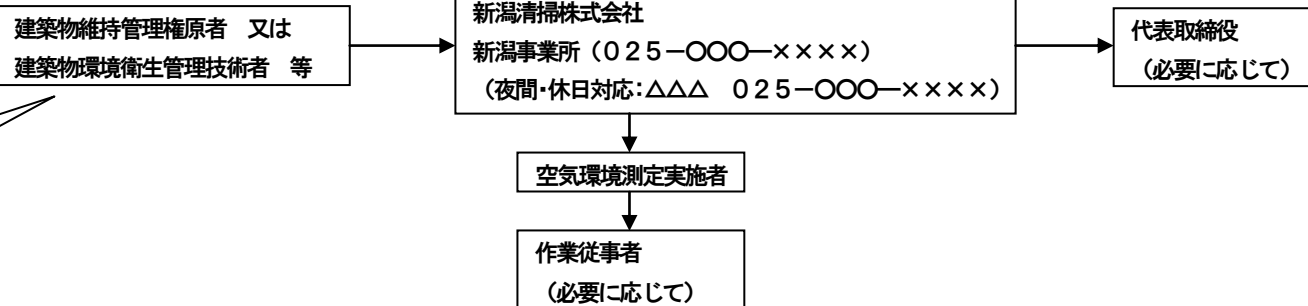 建築物維持管理権原者　又は
建築物環境衛生管理技術者　等
新潟清掃株式会社
新潟事業所（０２５－〇〇〇－××××）
（夜間・休日対応：△△△　０２５－〇〇〇－××××）
代表取締役
（必要に応じて）
空気環境測定実施者
作業従事者
（必要に応じて）